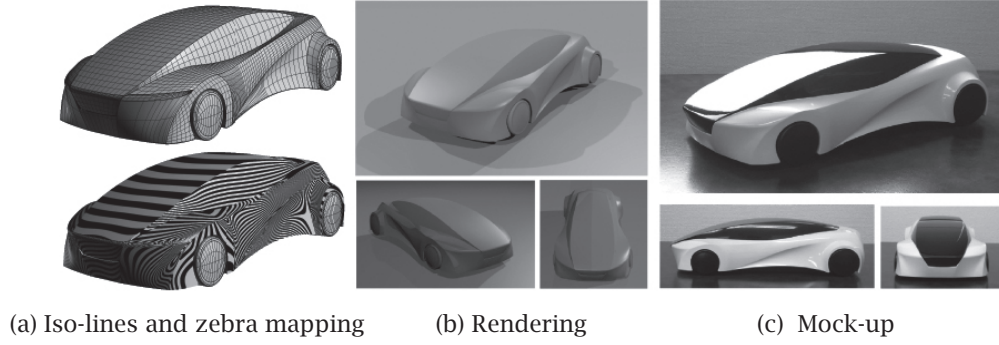 (a) Iso-lines and zebra mapping
(b) Rendering
(c) Mock-up